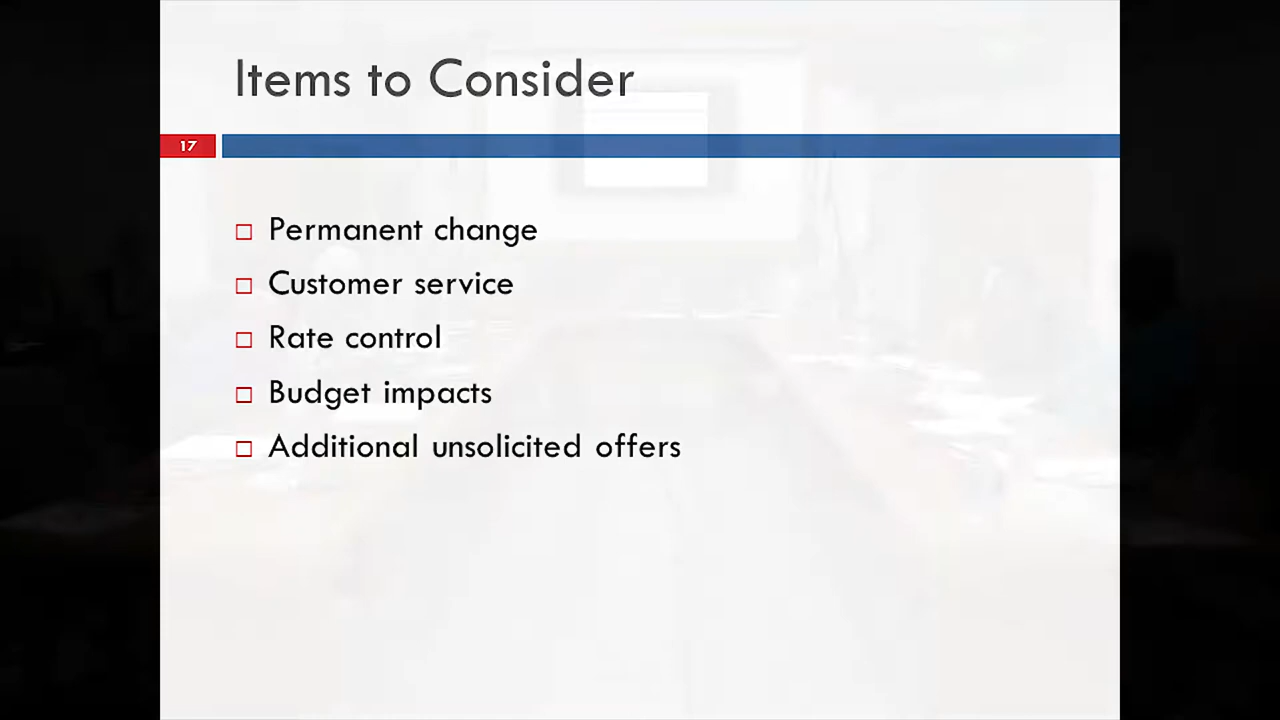 Items to Consider
17
Permanent change
Customer service
Rate control
Budget impacts
Additional unsolicited offers